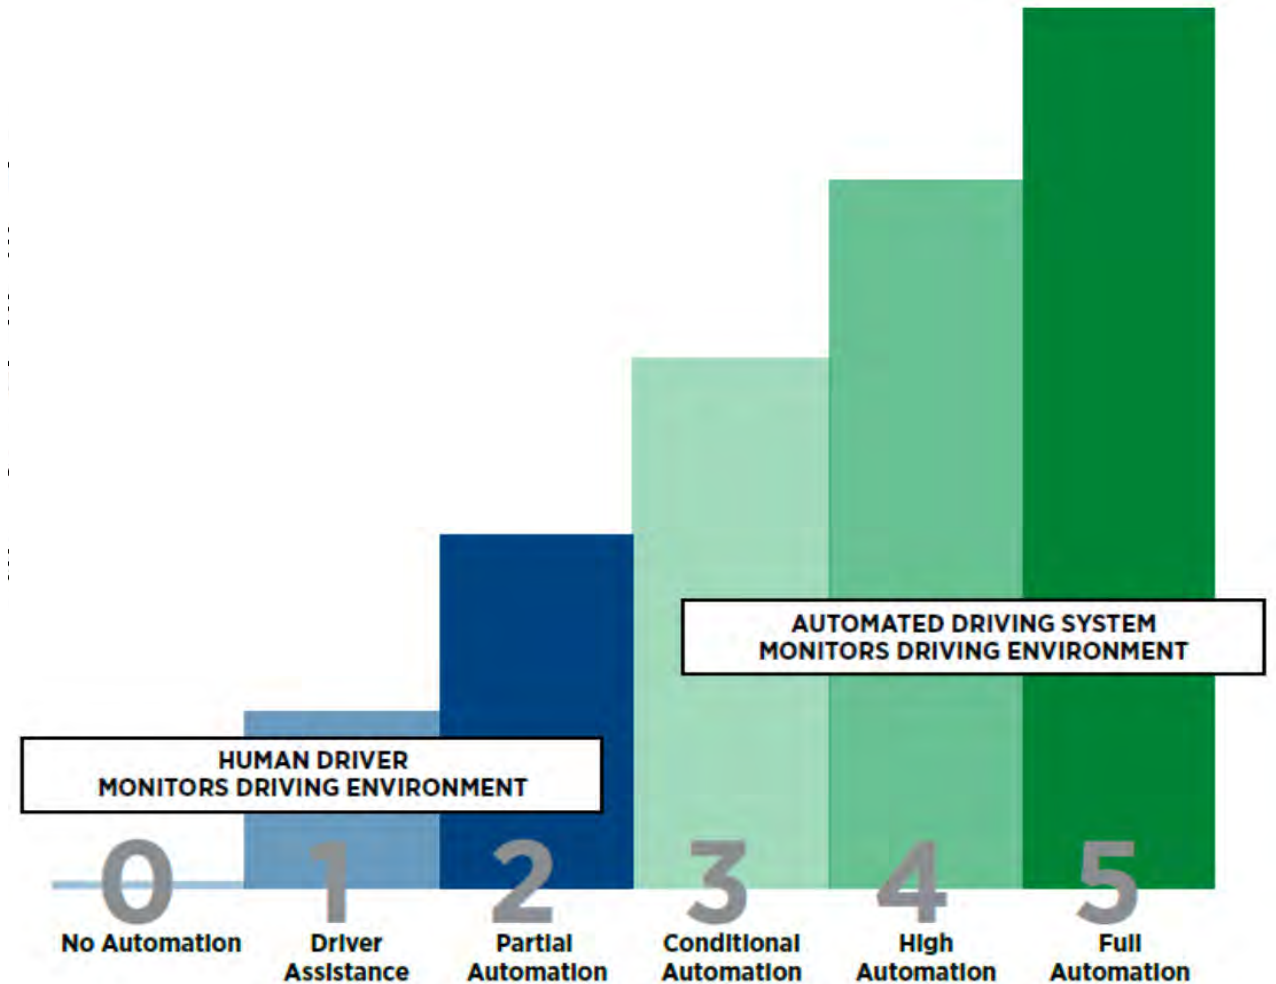 AUTOMATED DRIVING SYSTEM
MONITORS DRIVING ENVIRONMENT
HUMAN DRIVER
MONITORS DRIVING ENVIRONMENT
0
No Automation
1
Driver
Assistance
2
Partial
Automation
3
Conditional
Automation
4
High
Automation
5
Full
Automation